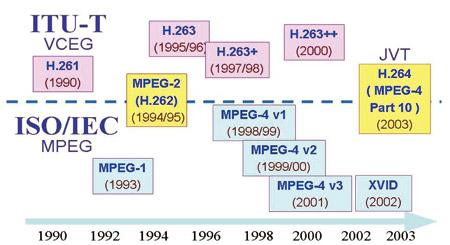 ITU-T
VCEG
H.261
(1990)
H.263
(1995/96)
H.263+
(1997/98)
H.263++
(2000)
MPEG-2
(H.262)
(1994/95)
JVT
H.264
( MPEG-4
Part 10 )
(2003)
ISO/IEC
MPEG
MPEG-1
(1993)
MPEG-4 v1
(1998/99)
MPEG-4 v2
(1999/00)
MPEG-4 v3
(2001)
XVID
(2002)
1990 1992 1994 1996 1998 2000 2002 2003